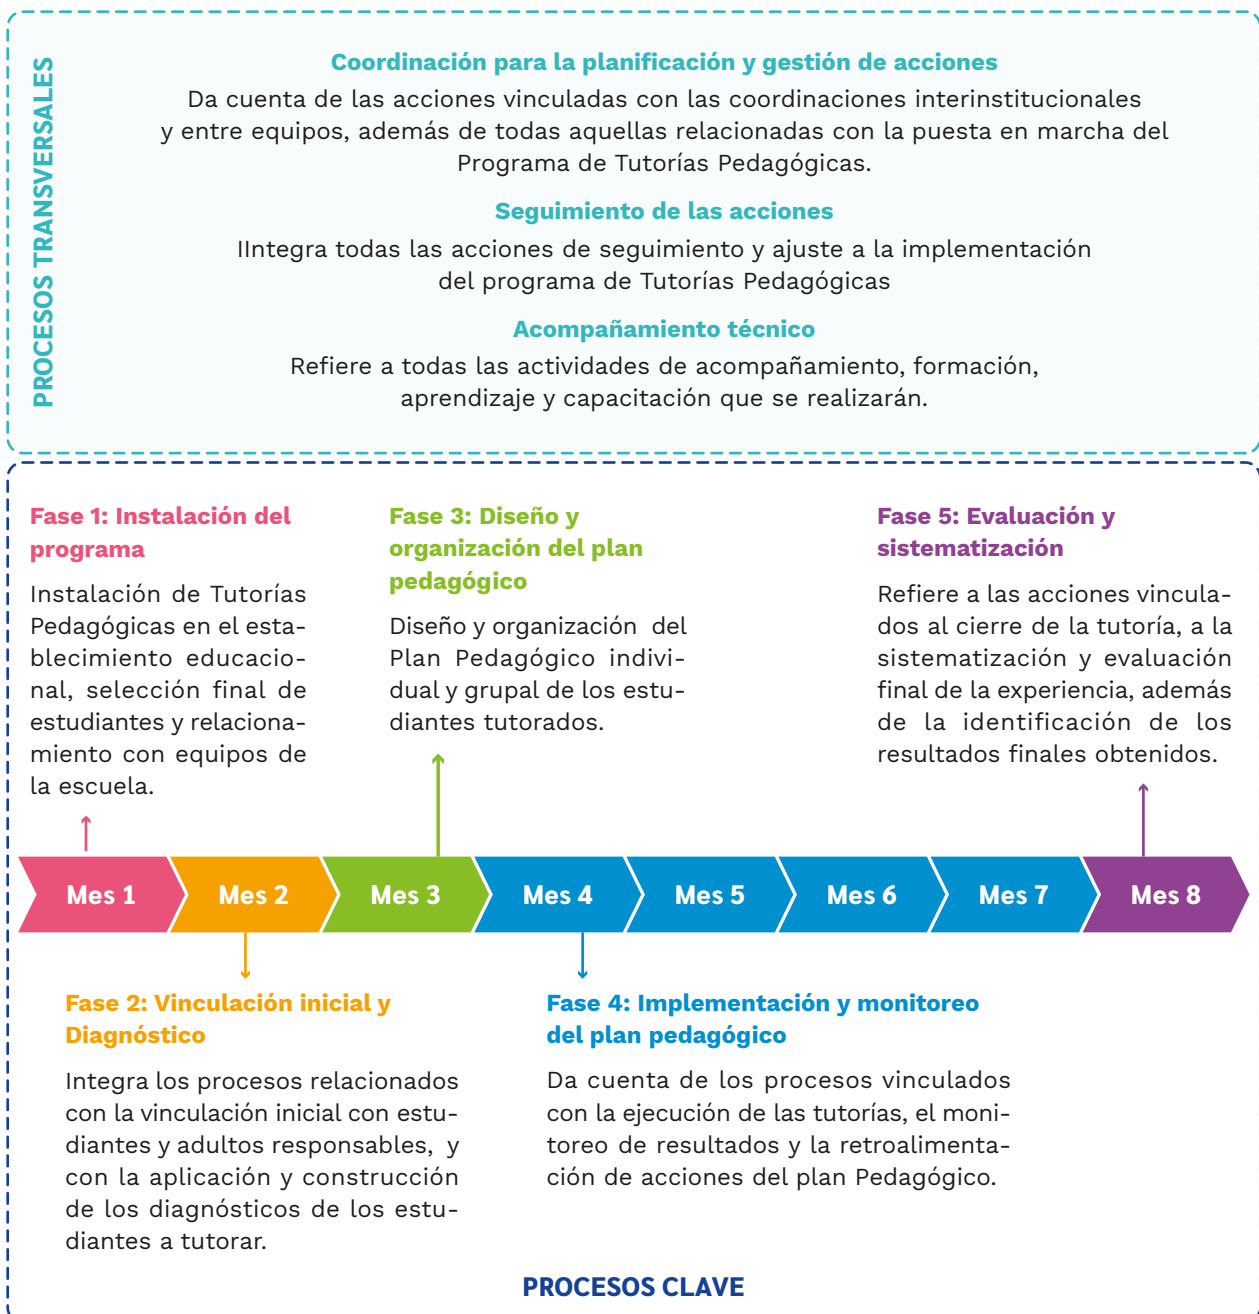 PROCESOS TRANSVERSALES
Coordinación para la planificación y gestión de acciones
Da cuenta de las acciones vinculadas con las coordinaciones interinstitucionales
y entre equipos, además de todas aquellas relacionadas con la puesta en marcha del
Programa de Tutorías Pedagógicas.
Seguimiento de las acciones
IIntegra todas las acciones de seguimiento y ajuste a la implementación
del programa de Tutorías Pedagógicas
Acompañamiento técnico
Refiere a todas las actividades de acompañamiento, formación,
aprendizaje y capacitación que se realizarán.
Fase 1: Instalación del
programa
Instalación de Tutorías
Pedagógicas en el esta-
blecimiento educacio-
nal, selección final de
estudiantes y relaciona-
miento con equipos de
la escuela.
Fase 3: Diseño y
organización del plan
pedagógico
Diseño y organización del
Plan Pedagógico indivi-
dual y grupal de los estu-
diantes tutorados.
Fase 5: Evaluación y
sistematización
Refiere a las acciones vincula-
dos al cierre de la tutoría, a la
sistematización y evaluación
final de la experiencia, además
de la identificación de los
resultados finales obtenidos.
Mes 1
Mes 2
Mes 3
Mes 4
Mes 5
Mes 6
Mes 7
Mes 8
Fase 2: Vinculación inicial y
Diagnóstico
Integra los procesos relacionados
con la vinculación inicial con estu-
diantes y adultos responsables, y
con la aplicación y construcción
de los diagnósticos de los estu-
diantes a tutorar.
Fase 4: Implementación y monitoreo
del plan pedagógico
Da cuenta de los procesos vinculados
con la ejecución de las tutorías, el moni-
toreo de resultados y la retroalimenta-
ción de acciones del plan Pedagógico.
PROCESOS CLAVE